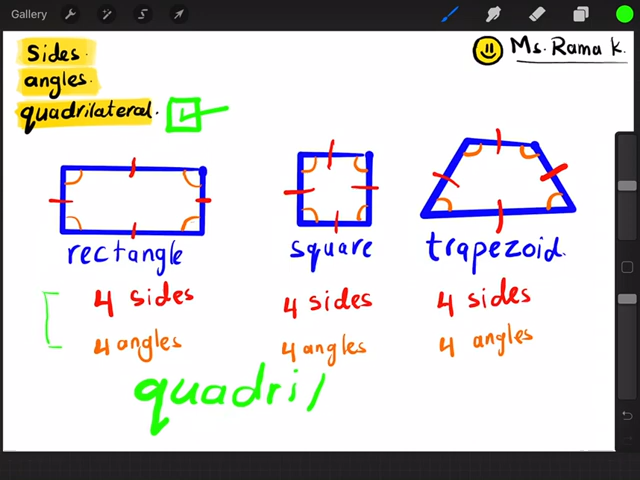 Gallery
Sides.
angles.
quadrilateral.
Ms. Rama K.
rectangle
square
trapezoid.
4 sides
4 sides
4 sides
4 angles
4 angles
4 angles
quadril